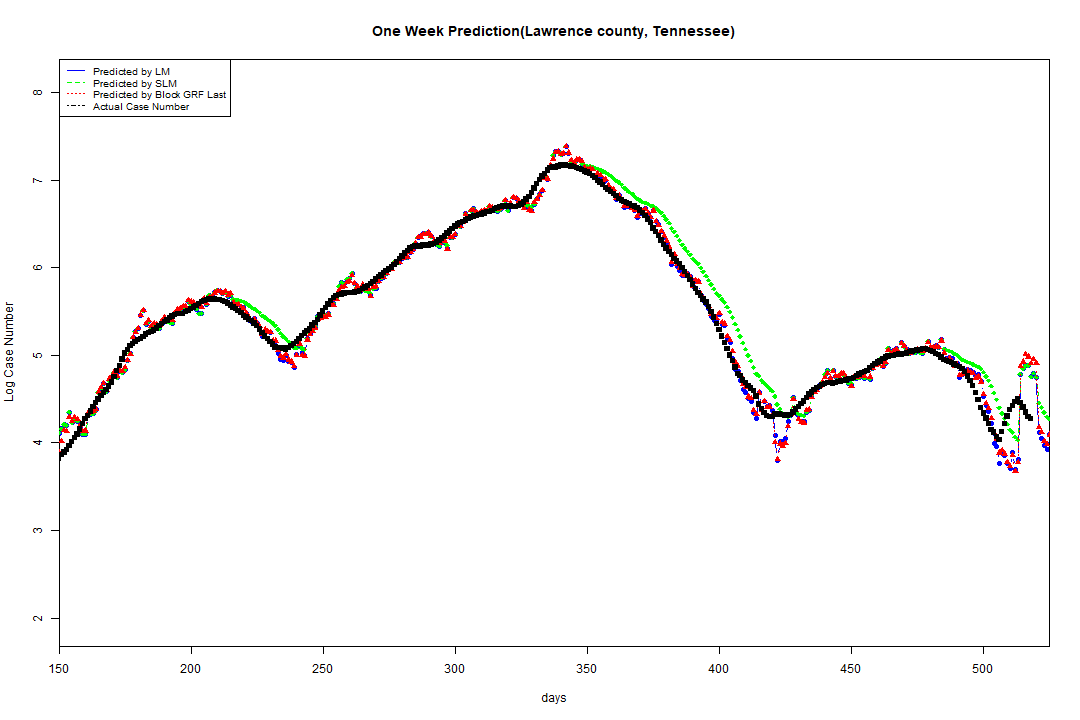 One Week Prediction(Lawrence county, Tennessee)
Predicted by LM
Predicted by SLM
Predicted by Block GRF Last
Actual Case Number
Log Case Number
8
7
6
5
4
3
2
150 200 250 300 350 400 450 500
days